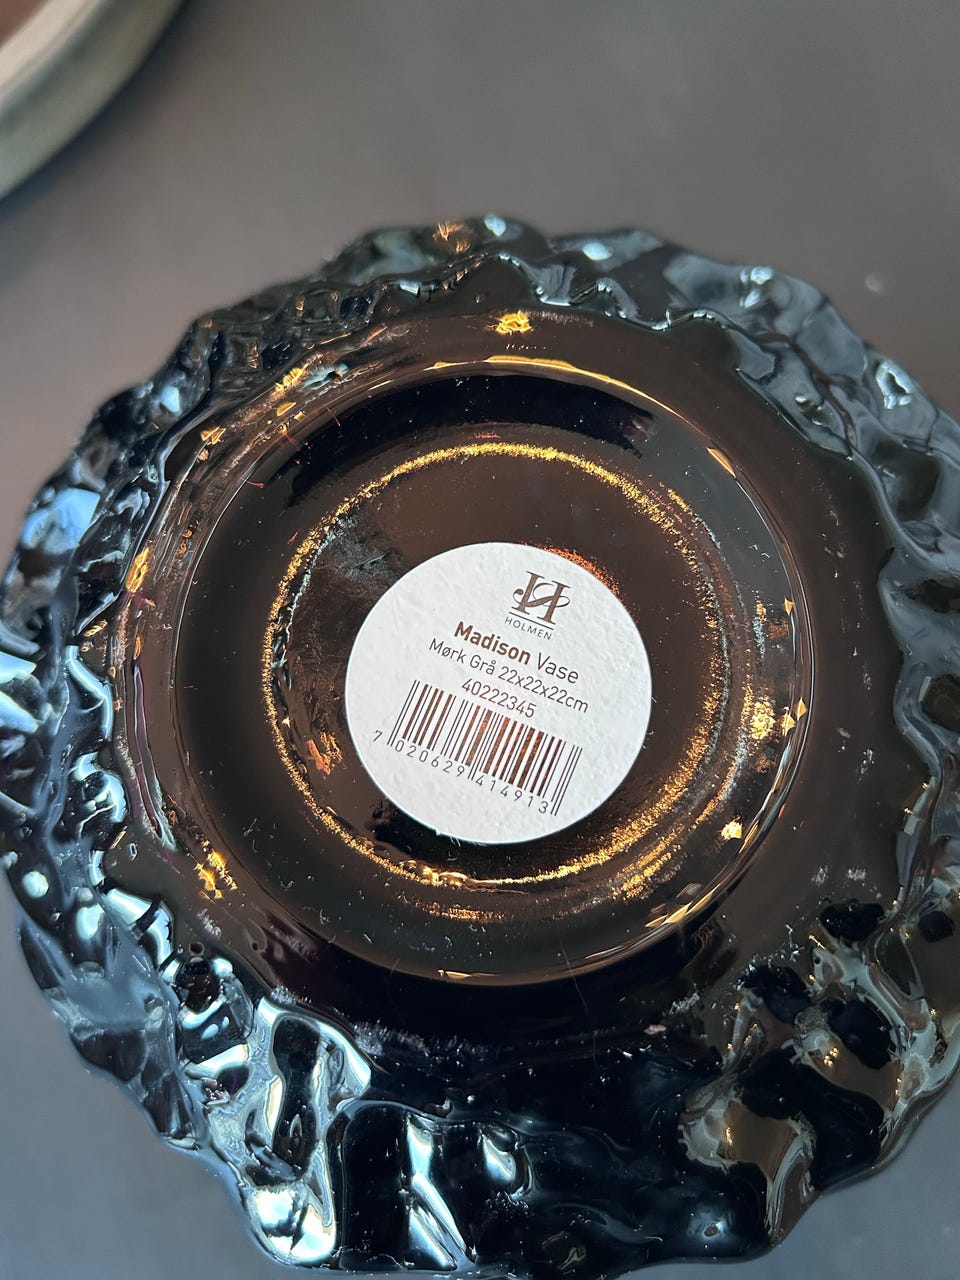 H
HOLMEN
Madison Vase
Mørk Grå 22x22x22cm
40222345
7 020629 414913